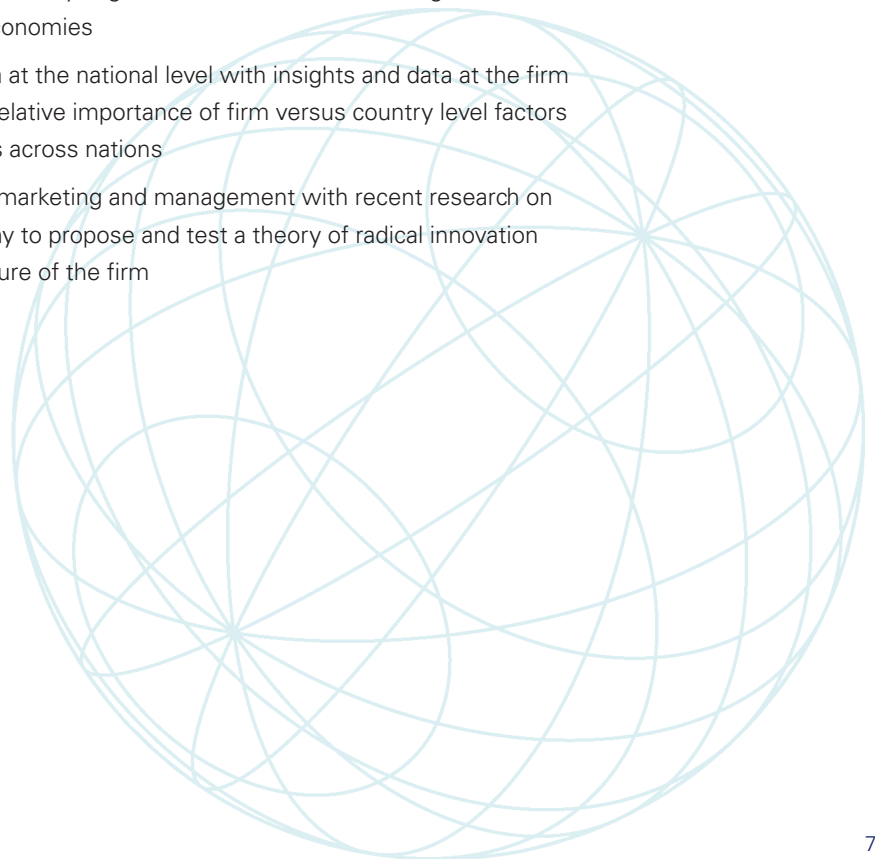 conomies
at the national level with insights and data at the firm
elative importance of firm versus country level factors
s across nations
marketing and management with recent research on
y to propose and test a theory of radical innovation
ure of the firm
7